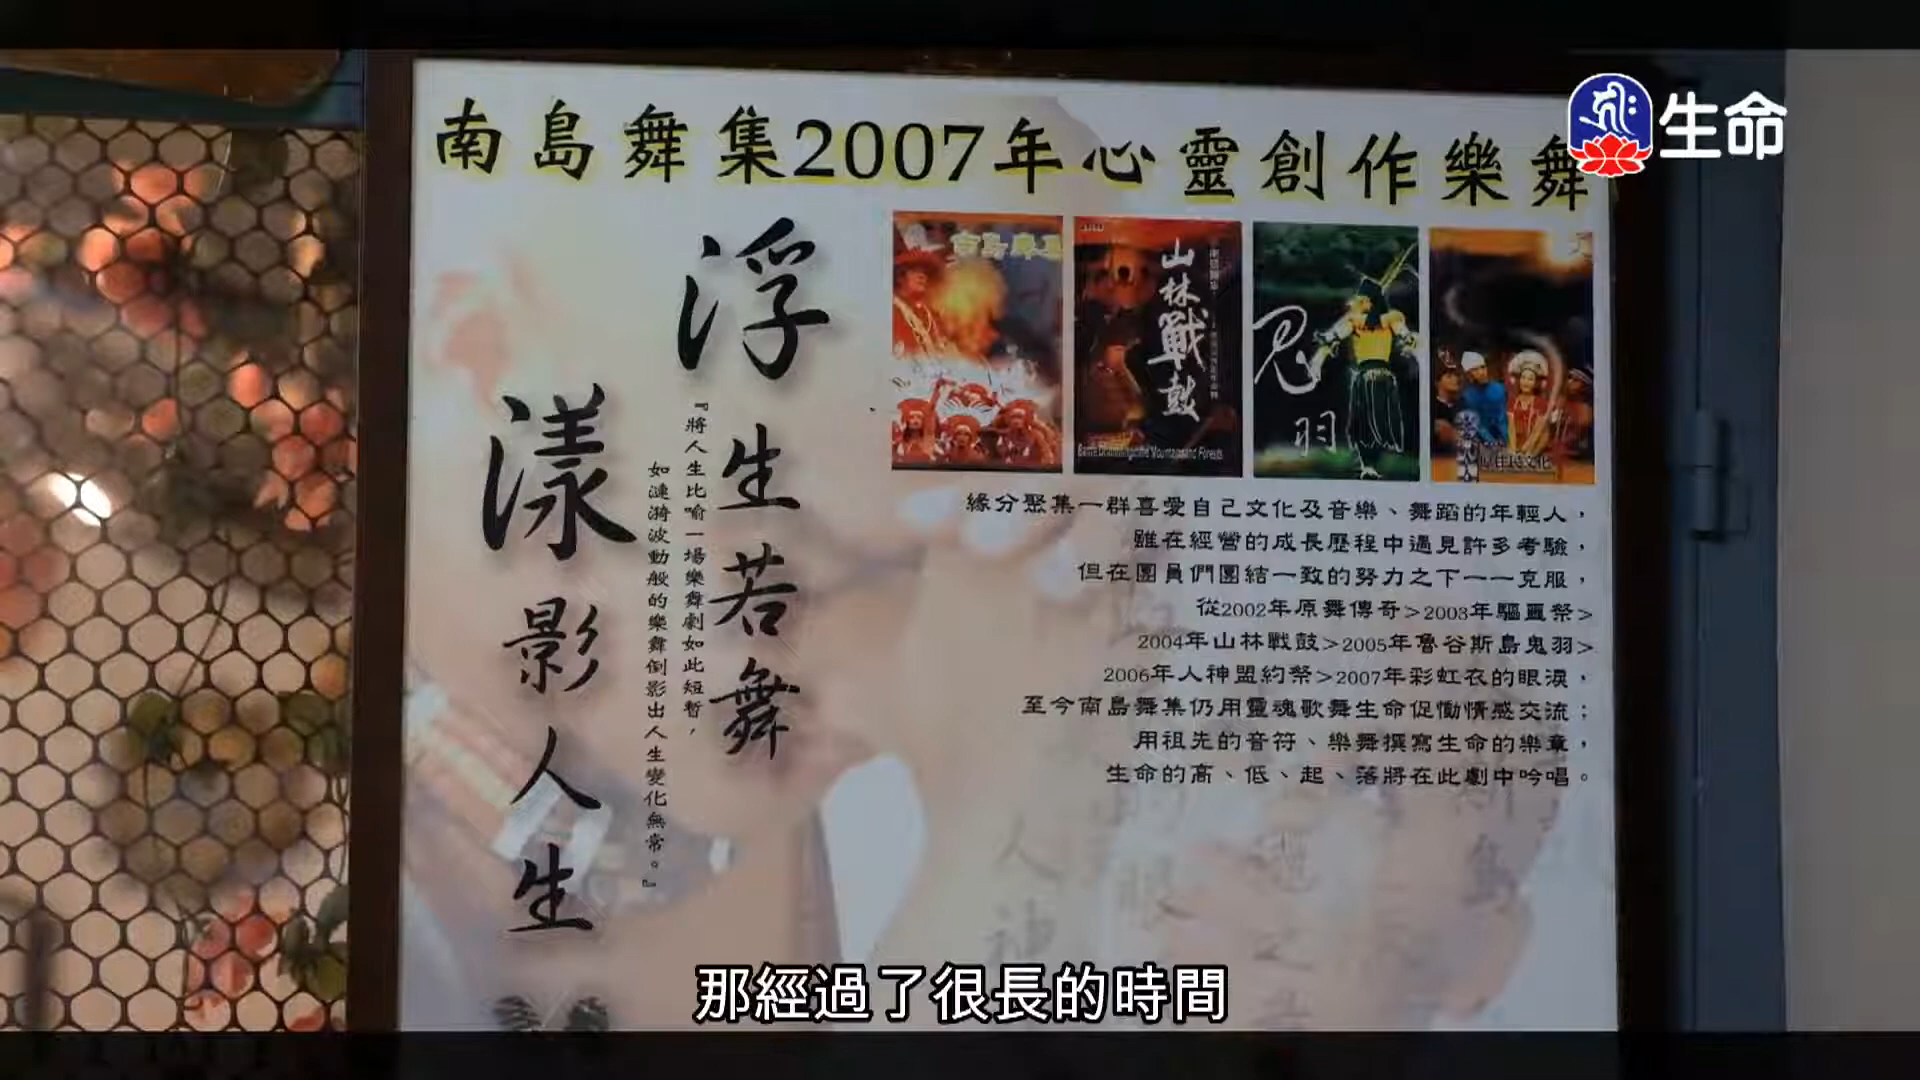 南島舞集2007年心靈創作樂舞
生命
浮生若舞
漾影人生
『將人生比喻一場樂舞劇如此短暫，
如漣漪波動般的樂舞倒影出人生變化無常。』
山林戰鼓
羽
緣分聚集一群喜愛自己文化及音樂、舞蹈的年輕人，
雖在經營的成長歷程中遇見許多考驗，
但在團員們團結一致的努力之下一一克服，
從2002年原舞傳奇>2003年驅靈祭>
2004年山林戰鼓>2005年魯谷斯島鬼羽>
2006年人神盟約祭>2007年彩虹衣的眼淚，
至今南島舞集仍用靈魂歌舞生命促慟情感交流；
用祖先的音符、樂舞撰寫生命的樂章，
生命的高、低、起、落將在此劇中吟唱。
那經過了很長的時間